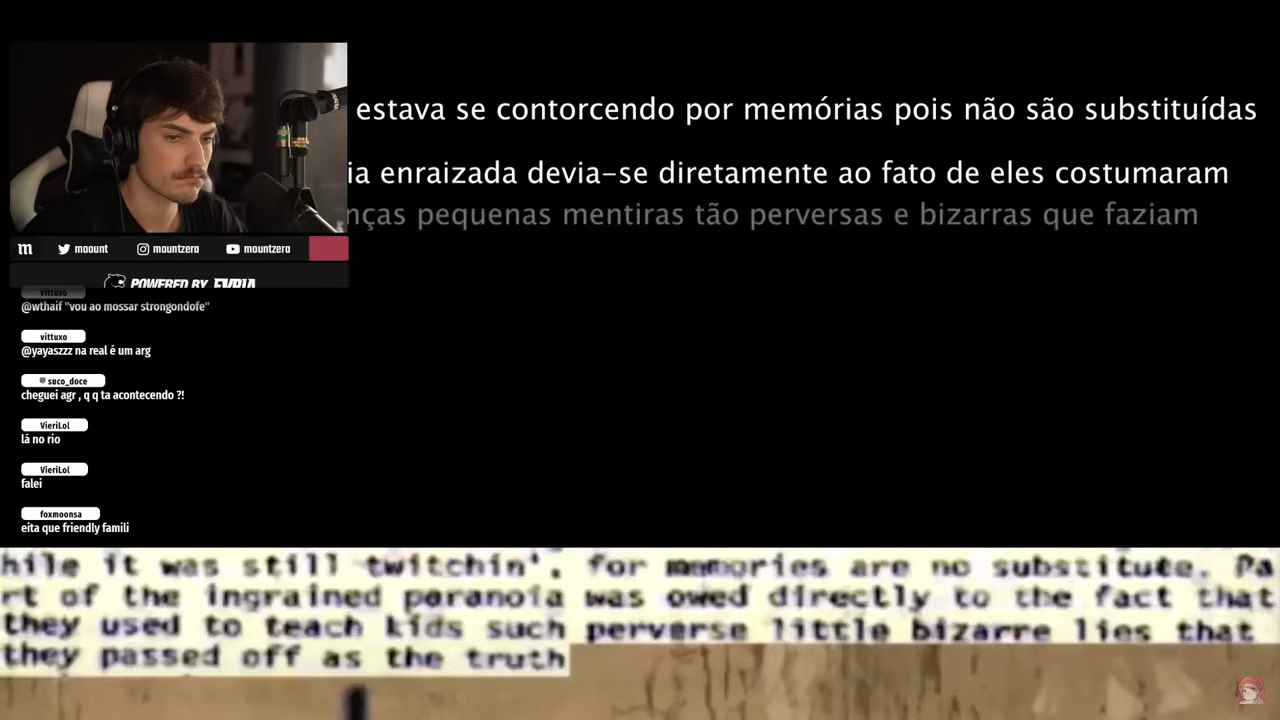 estava se contorcendo por memórias pois não são substituídas
ia enraizada devia-se diretamente ao fato de eles costumaram
nças pequenas mentiras tão perversas e bizarras que faziam
m moount mountzera mountzera
POWERED BY FURIA
vittuxo
@wthaif "vou ao mossar strongondofe"
vittuxo
@yayaszzz na real é um arg
suco_doce
cheguei agr , q q ta acontecendo ?!
VieriLol
lá no rio
VieriLol
falei
foxmoonsa
eita que friendly famili
hile it was still twitchin'. for memories are no substitute. Pa
rt of the ingrained paranoia was owed directly to the fact that
they used to teach kids such perverse little bizarre lies that
they passed off as the truth